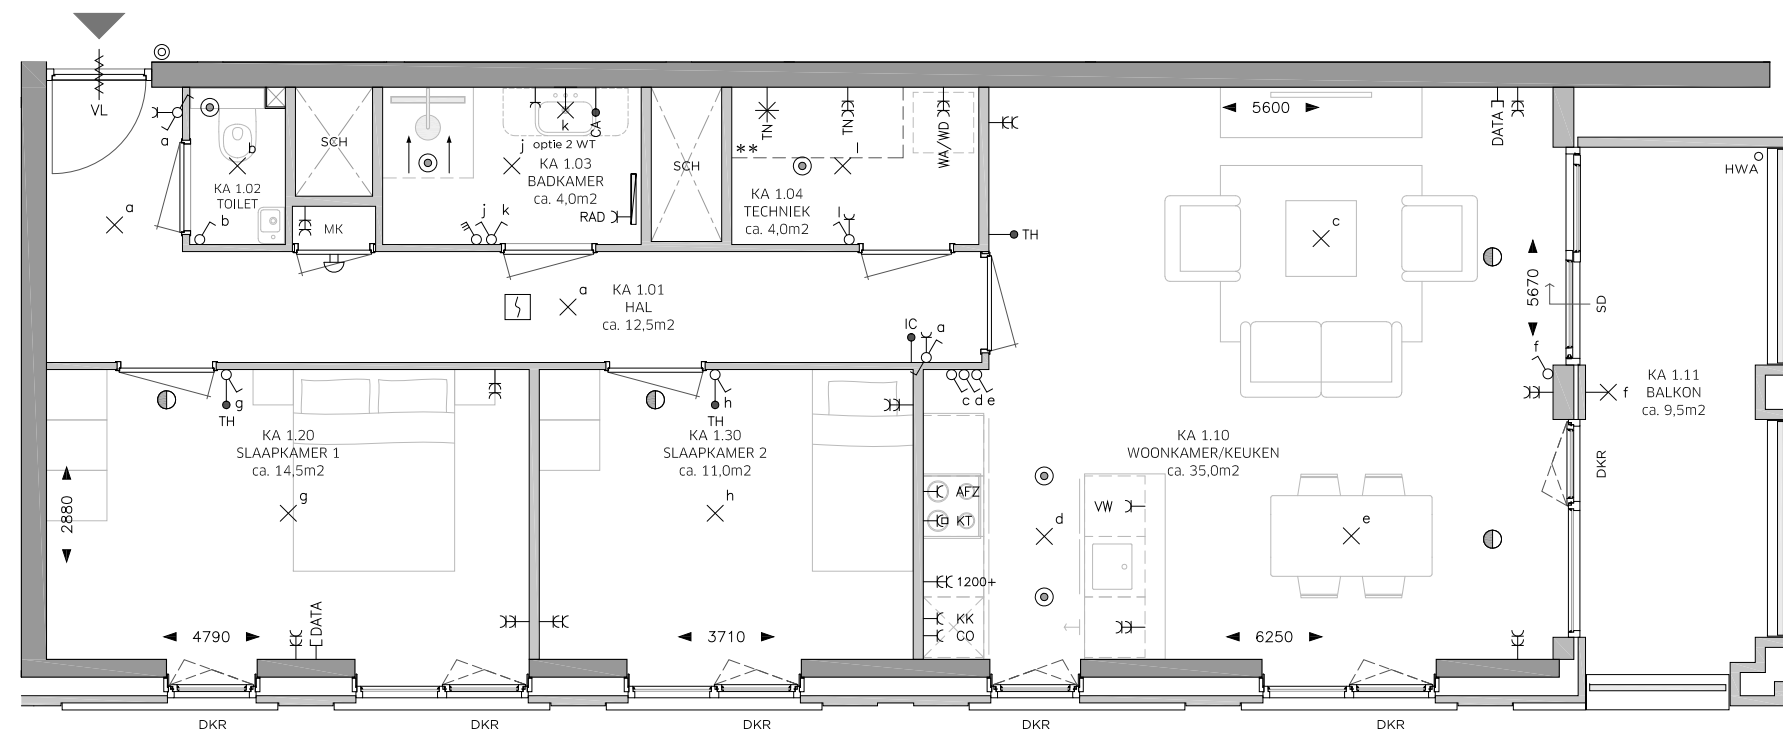 VL
a
b
KA 1.02
TOILET
b
a
SCH
MK
k
CA
j
optie 2 WT
KA 1.03
BADKAMER
ca. 4,0m2
RAD
j
k
SCH
TN
TN
WA/WD
**
l
KA 1.04
TECHNIEK
ca. 4,0m2
l
TH
a
KA 1.01
HAL
ca. 12,5m2
IC
a
5600
DATA
HWA
c
5670
SD
f
c d e
f
KA 1.11
BALKON
ca. 9,5m2
g
TH
KA 1.20
SLAAPKAMER 1
ca. 14,5m2
g
2880
h
TH
KA 1.30
SLAAPKAMER 2
ca. 11,0m2
h
KA 1.10
WOONKAMER/KEUKEN
ca. 35,0m2
DKR
AFZ
KT
VW
d
e
1200+
KK
CO
4790
DATA
3710
6250
DKR
DKR
DKR
DKR
DKR